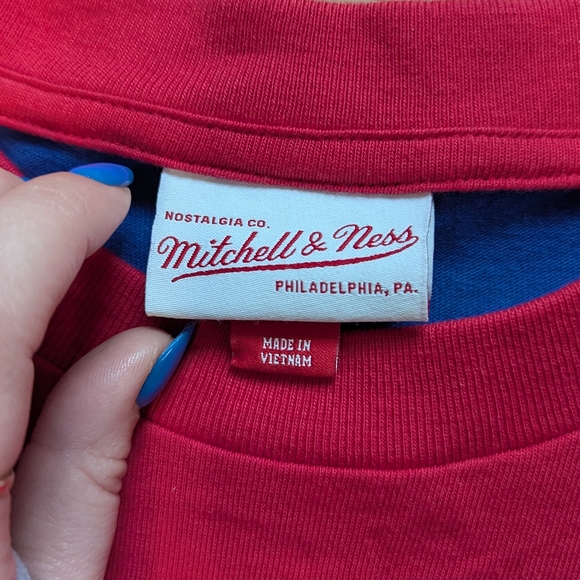 NOSTALGIA CO.
Mitchell & Ness
PHILADELPHIA, PA.
MADE IN
VIETNAM